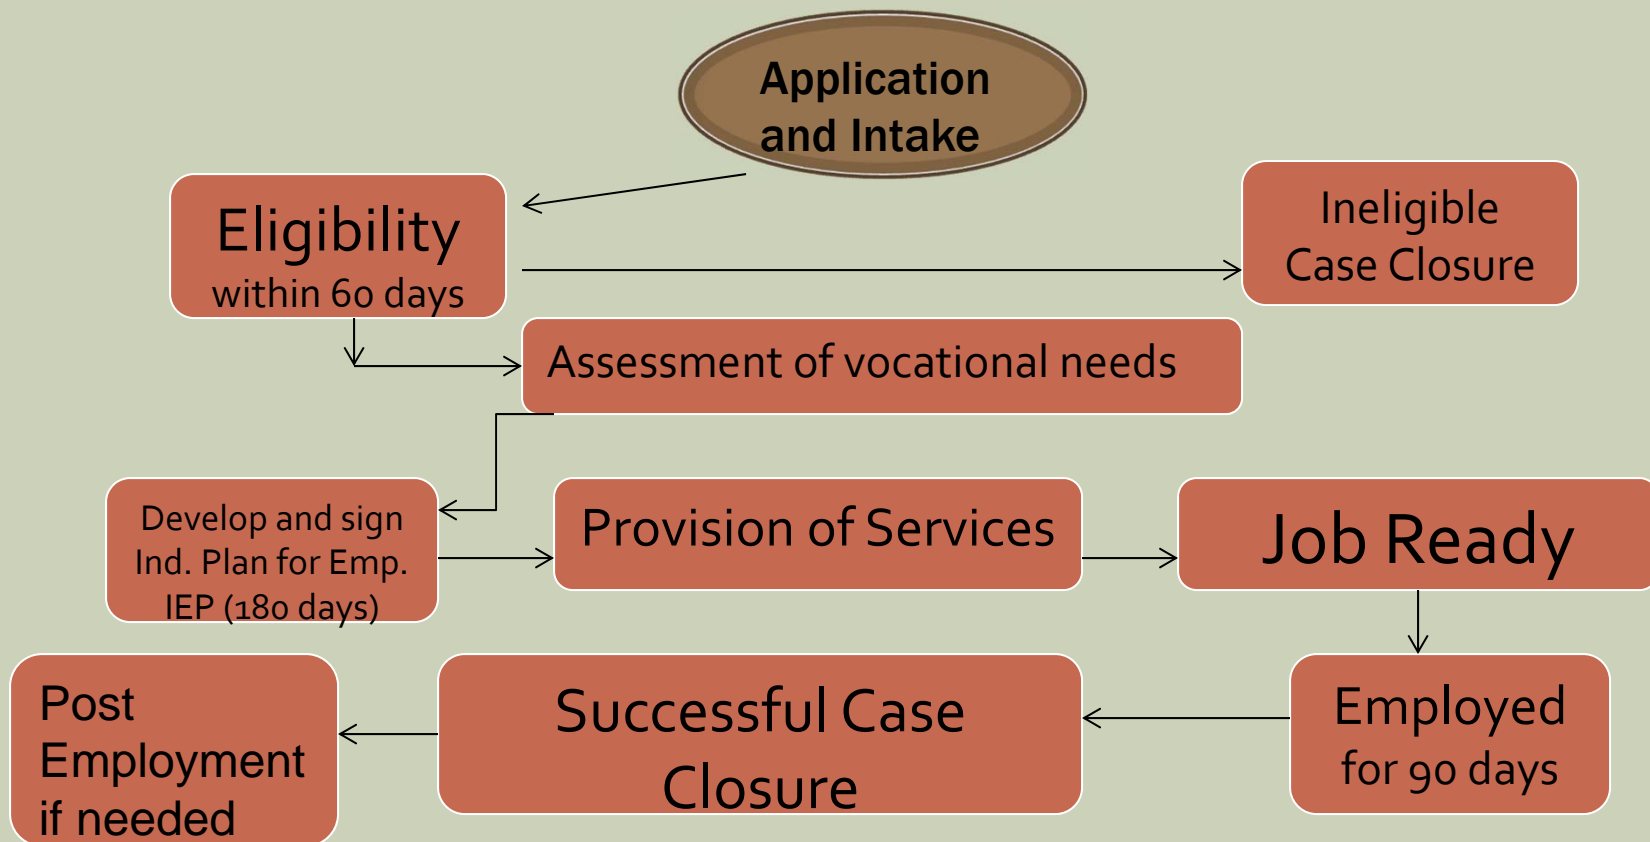 Application
and Intake
Eligibility
within 60 days
Ineligible
Case Closure
Assessment of vocational needs
Develop and sign
Ind. Plan for Emp.
IEP (180 days)
Provision of Services
Job Ready
Employed
for 90 days
Successful Case
Closure
Post
Employment
if needed